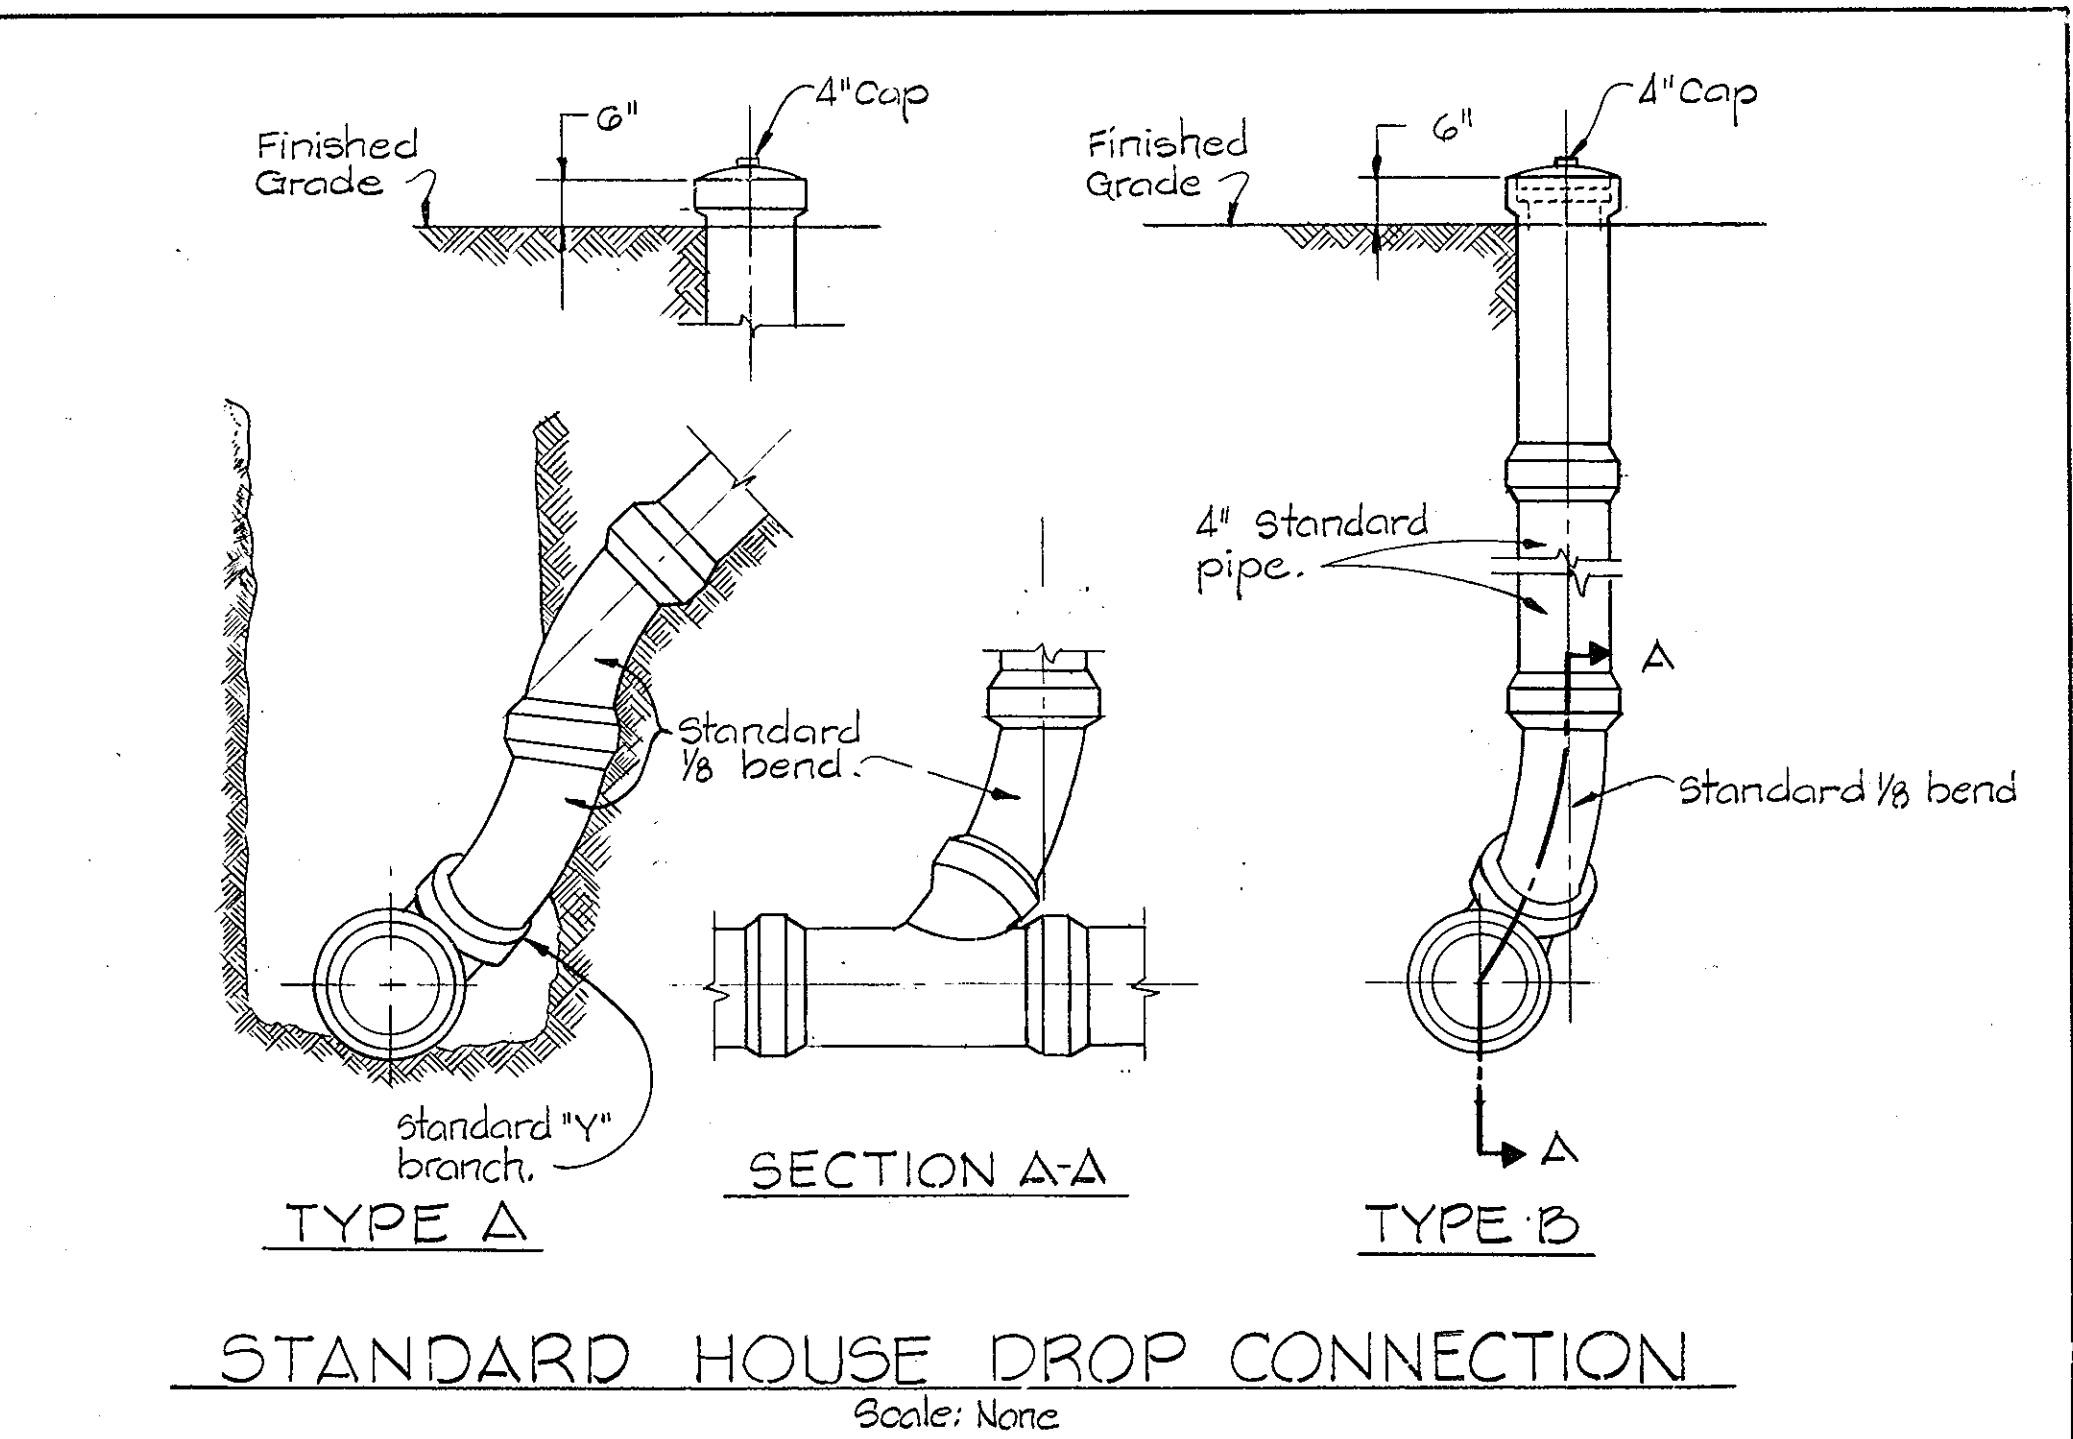 4" Cap
6"
Finished
Grade
4" Cap
6"
Finished
Grade
4" Standard
pipe.
A
Standard
1/8 bend.
Standard 1/8 bend
Standard "Y"
branch.
A
SECTION A-A
TYPE A
TYPE B
STANDARD HOUSE DROP CONNECTION
Scale: None